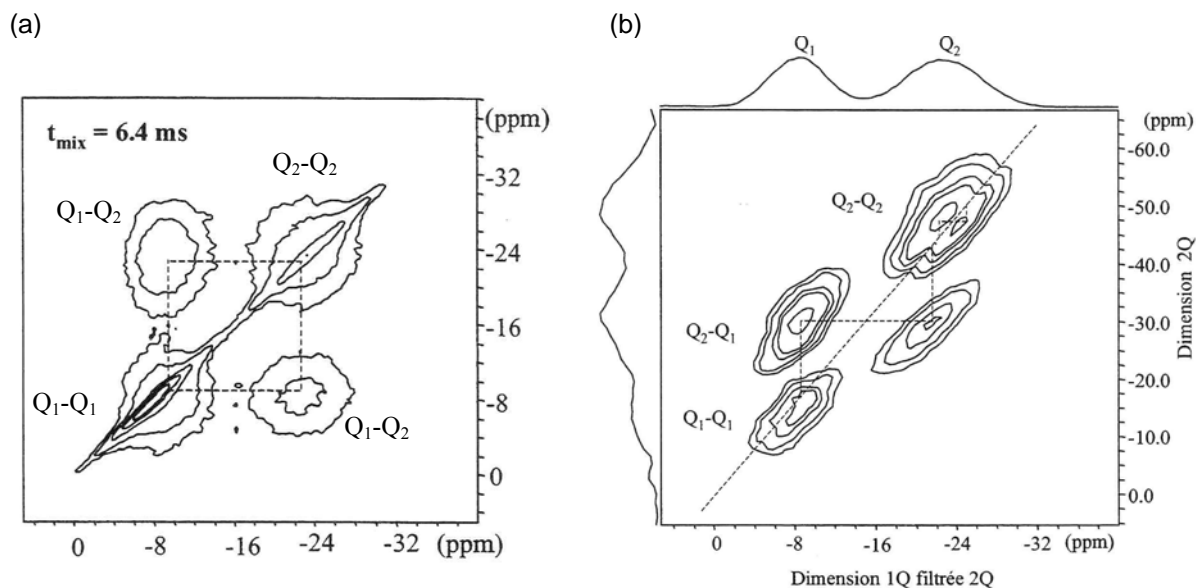 (a)
t_mix = 6.4 ms
(ppm)
-32
-24
-16
-8
0
Q₂-Q₂
Q₁-Q₂
Q₁-Q₁
Q₁-Q₂
0 -8 -16 -24 -32 (ppm)
(b)
Q₁ Q₂
(ppm)
-60.0
-50.0
-40.0
-30.0
-20.0
-10.0
0.0
Dimension 2Q
Q₂-Q₂
Q₂-Q₁
Q₁-Q₁
0 -8 -16 -24 (ppm)
Dimension 1Q filtrée 2Q